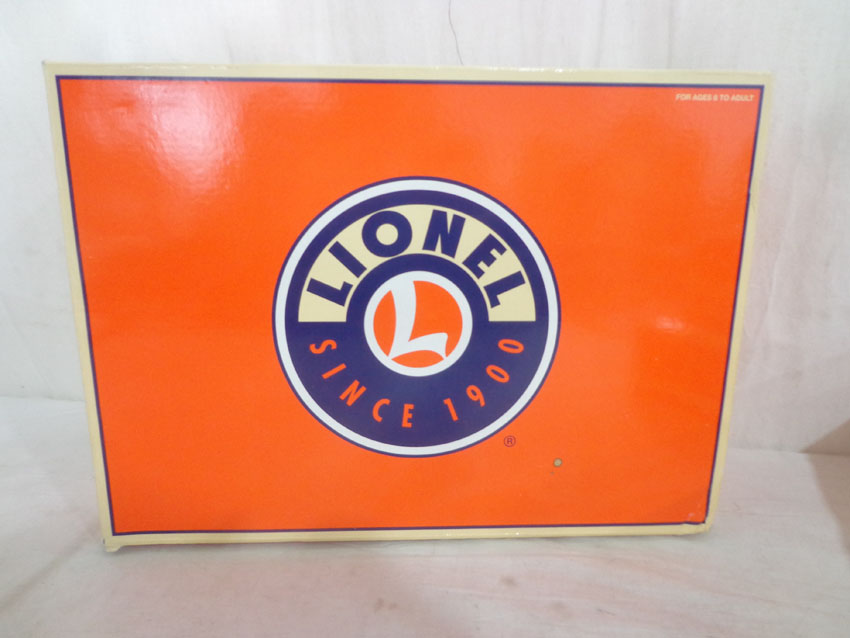 FOR AGES 8 TO ADULT
LIONEL
L
SINCE 1900
®